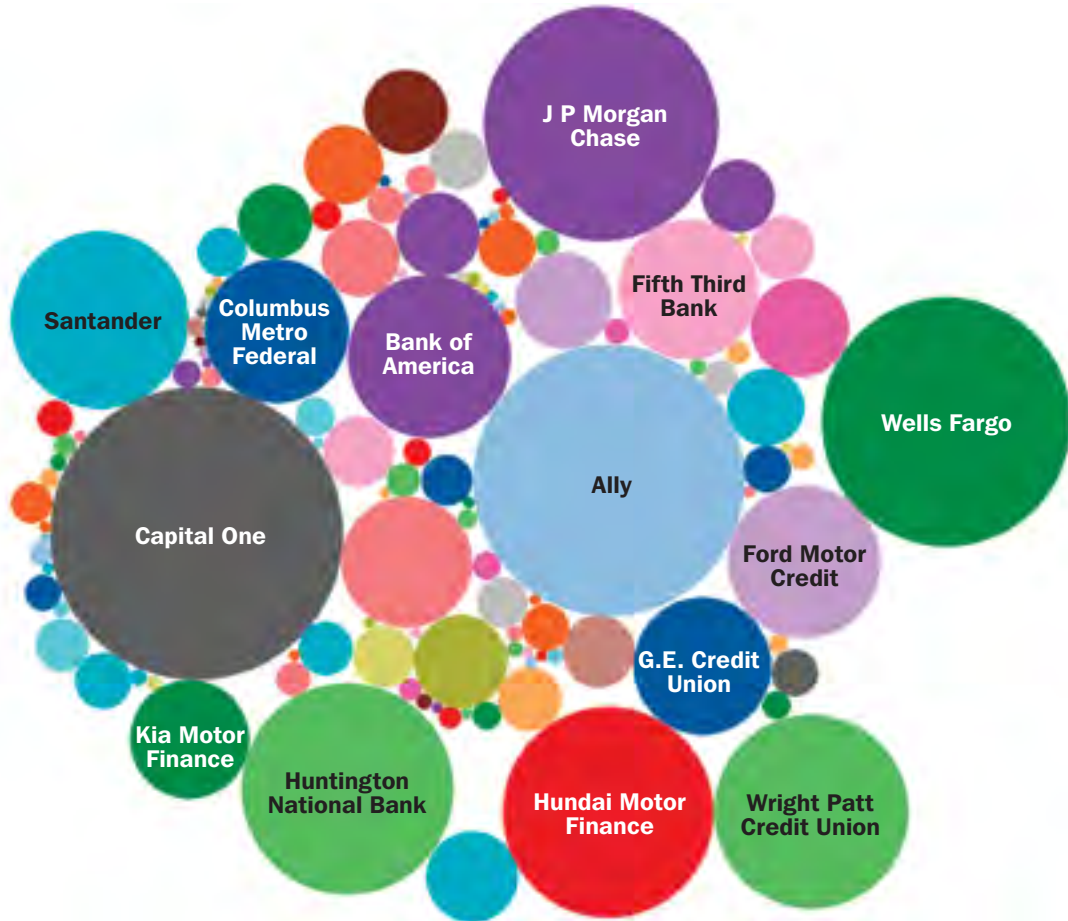 J P Morgan
Chase
Fifth Third
Bank
Santander
Columbus
Metro
Federal
Bank of
America
Wells Fargo
Ally
Capital One
Ford Motor
Credit
G.E. Credit
Union
Kia Motor
Finance
Huntington
National Bank
Hundai Motor
Finance
Wright Patt
Credit Union